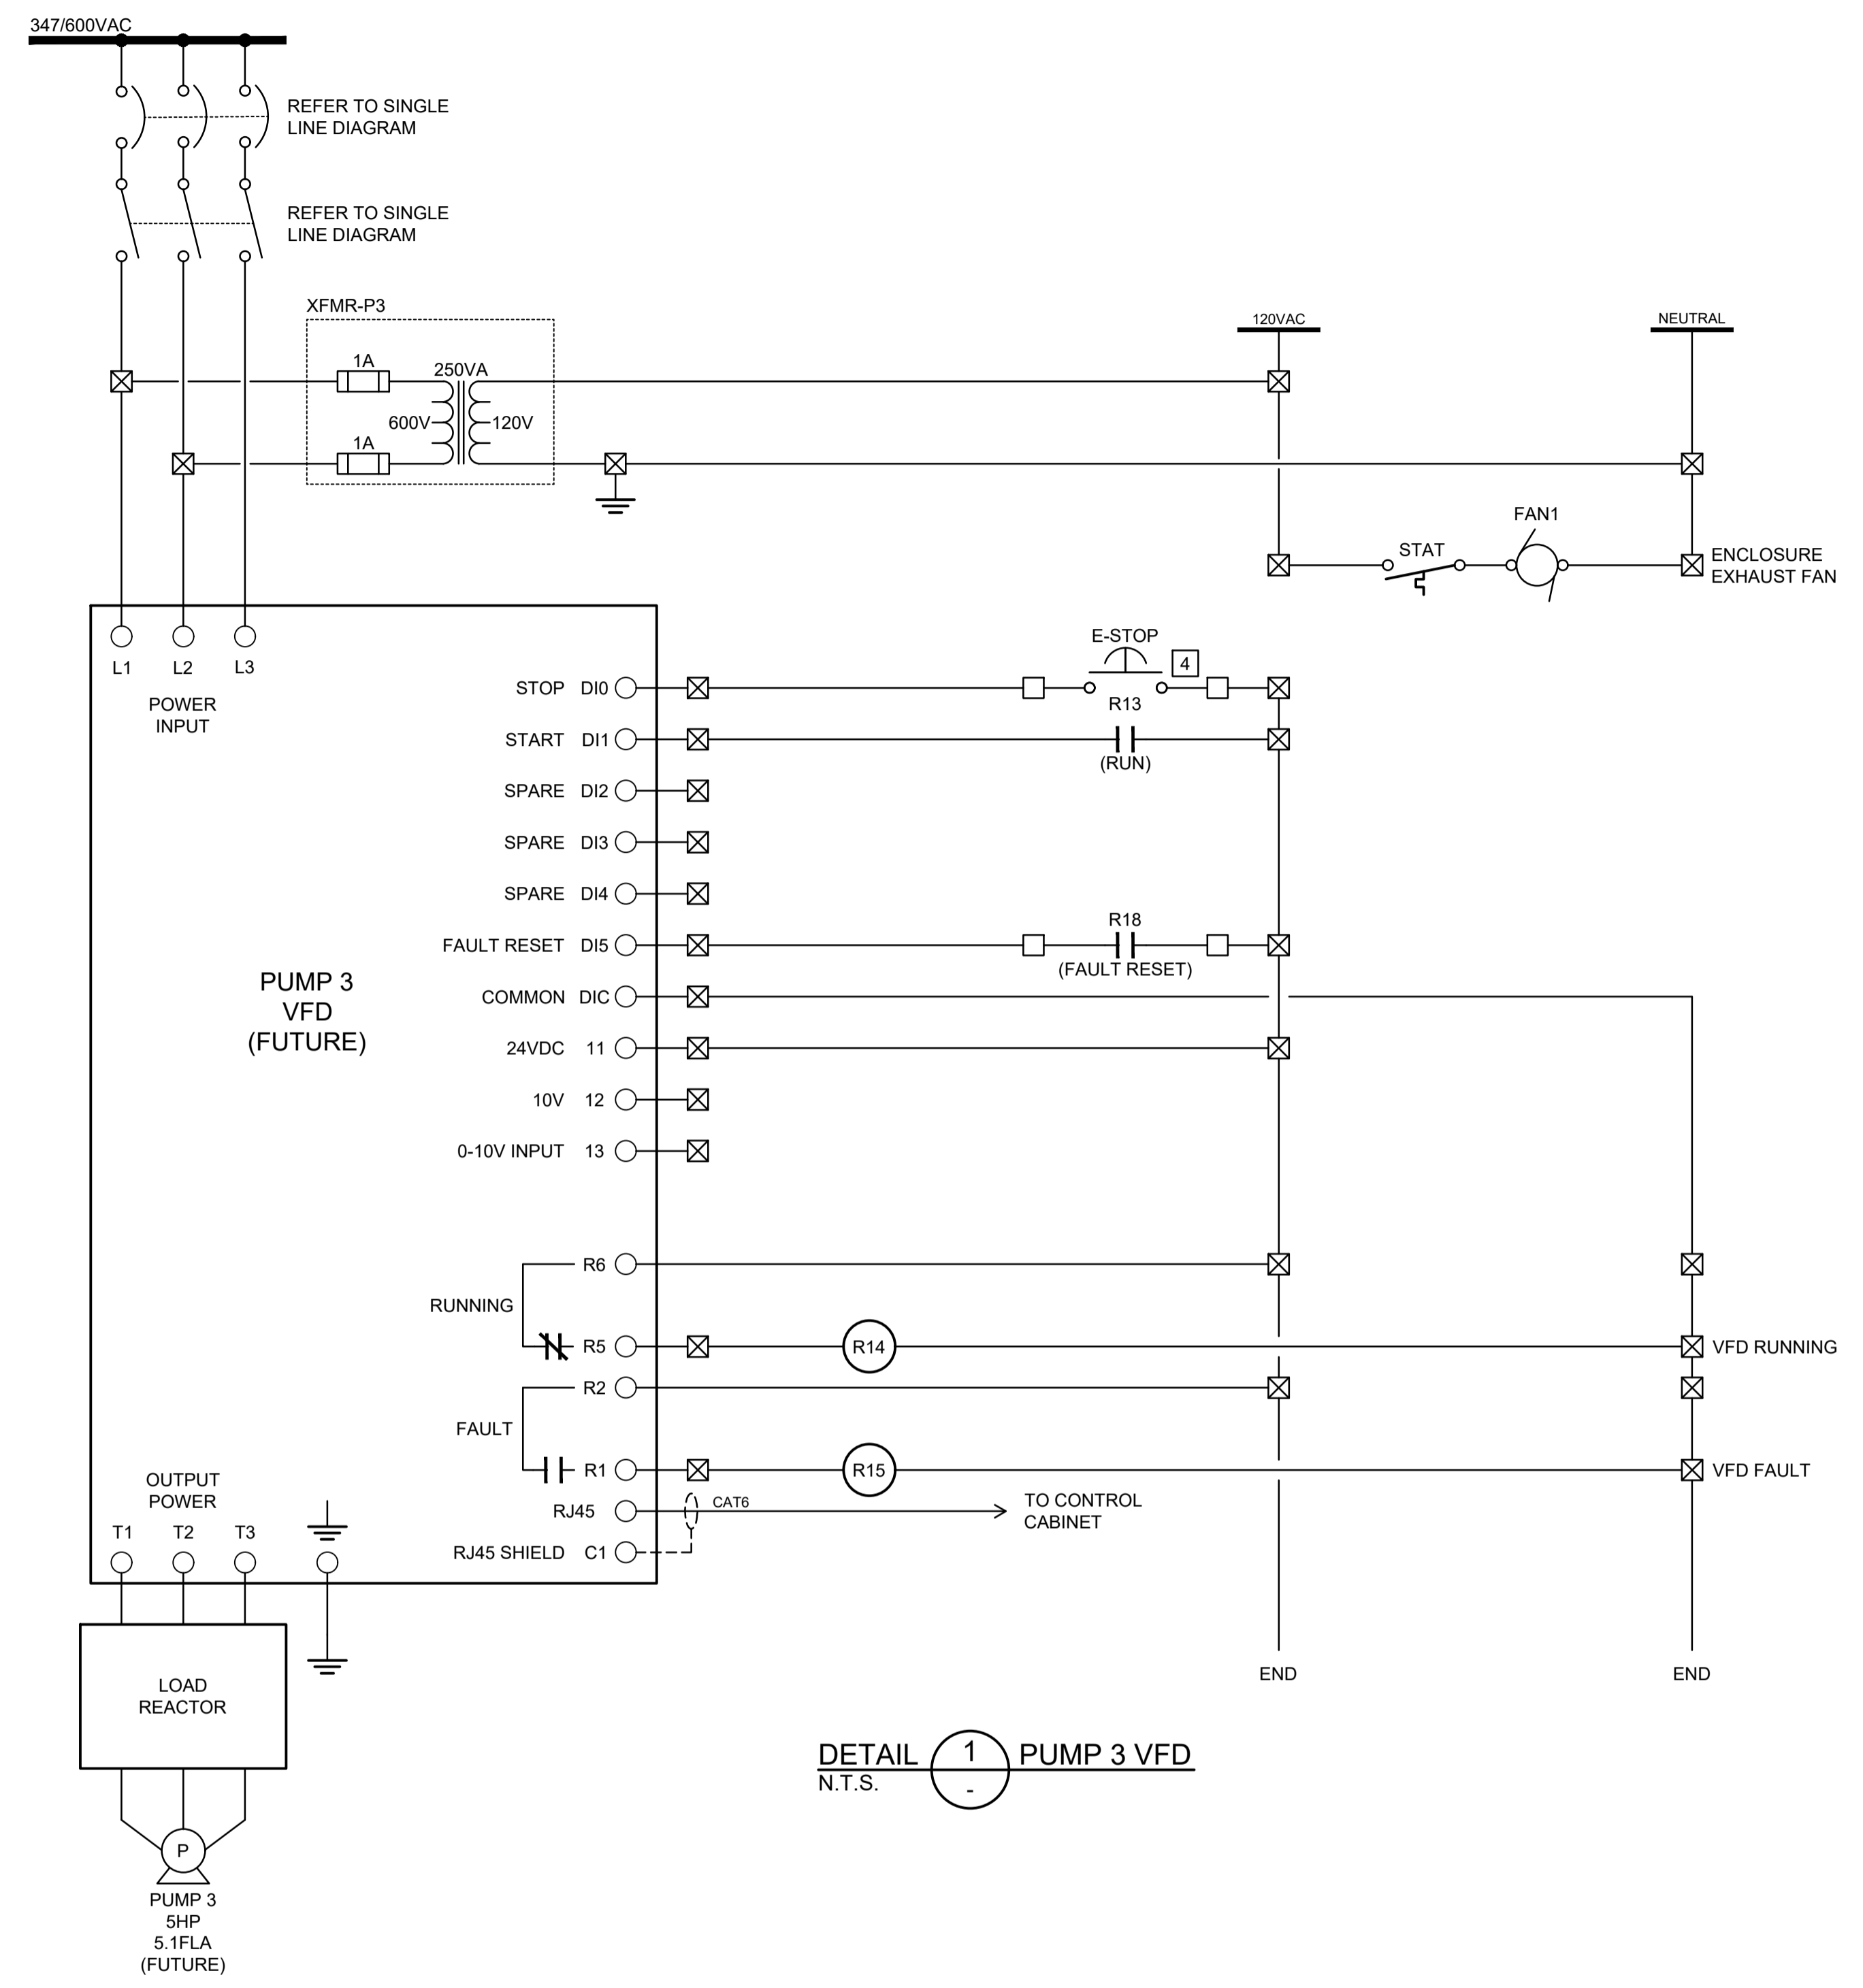 347/600VAC
REFER TO SINGLE
LINE DIAGRAM
REFER TO SINGLE
LINE DIAGRAM
XFMR-P3
1A
250VA
600V
120V
1A
120VAC
NEUTRAL
FAN1
STAT
ENCLOSURE
EXHAUST FAN
L1
L2
L3
POWER
INPUT
E-STOP
4
STOP DI0
R13
START DI1
(RUN)
SPARE DI2
SPARE DI3
SPARE DI4
R18
FAULT RESET DI5
(FAULT RESET)
PUMP 3
VFD
(FUTURE)
COMMON DIC
24VDC 11
10V 12
0-10V INPUT 13
R6
RUNNING
R5
R14
VFD RUNNING
R2
FAULT
R1
R15
VFD FAULT
OUTPUT
POWER
T1
T2
T3
RJ45
CAT6
TO CONTROL
CABINET
RJ45 SHIELD C1
END
END
LOAD
REACTOR
DETAIL
1
-
PUMP 3 VFD
N.T.S.
P
PUMP 3
5HP
5.1FLA
(FUTURE)